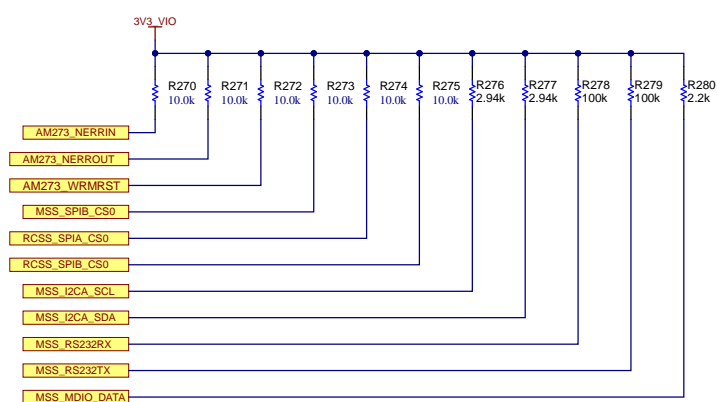 3V3_VIO
R270 R271 R272 R273 R274 R275 R276 R277 R278 R279 R280
10.0k 10.0k 10.0k 10.0k 10.0k 10.0k 2.94k 2.94k 100k 100k 2.2k
AM273_NERRIN
AM273_NERROUT
AM273_WRMRST
MSS_SPIB_CS0
RCSS_SPIA_CS0
RCSS_SPIB_CS0
MSS_I2CA_SCL
MSS_I2CA_SDA
MSS_RS232RX
MSS_RS232TX
MSS_MDIO_DATA